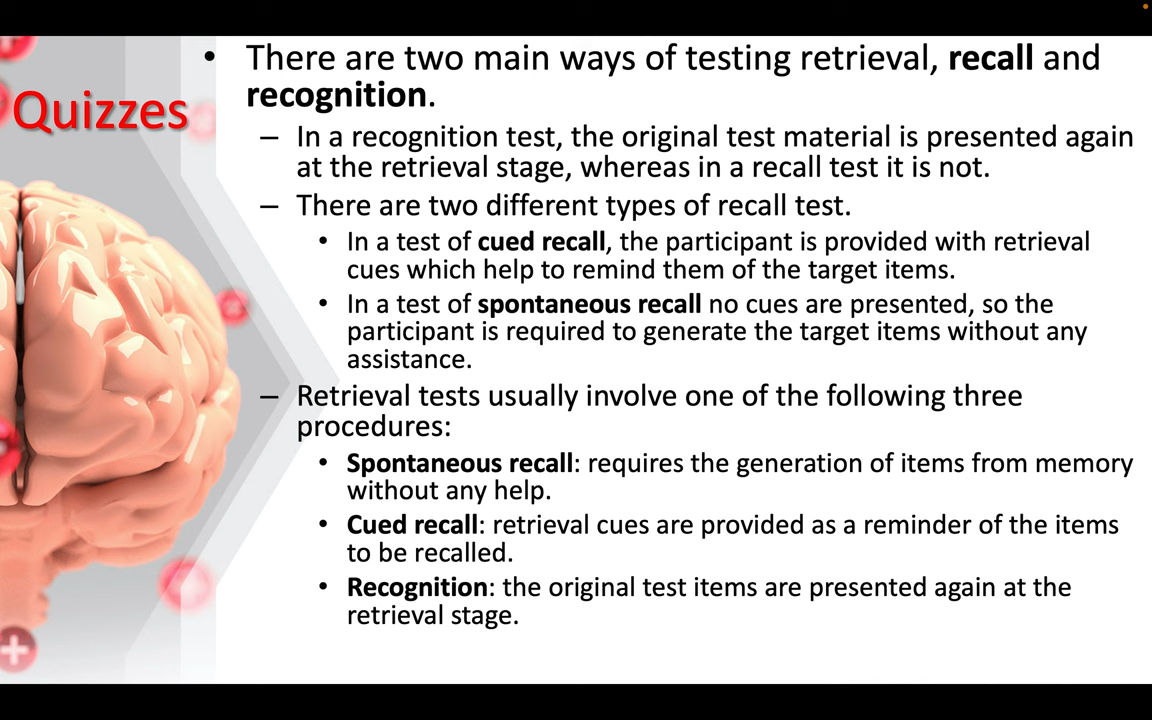 Quizzes
• There are two main ways of testing retrieval, recall and
recognition.
– In a recognition test, the original test material is presented again
at the retrieval stage, whereas in a recall test it is not.
– There are two different types of recall test.
• In a test of cued recall, the participant is provided with retrieval
cues which help to remind them of the target items.
• In a test of spontaneous recall no cues are presented, so the
participant is required to generate the target items without any
assistance.
– Retrieval tests usually involve one of the following three
procedures:
• Spontaneous recall: requires the generation of items from memory
without any help.
• Cued recall: retrieval cues are provided as a reminder of the items
to be recalled.
• Recognition: the original test items are presented again at the
retrieval stage.